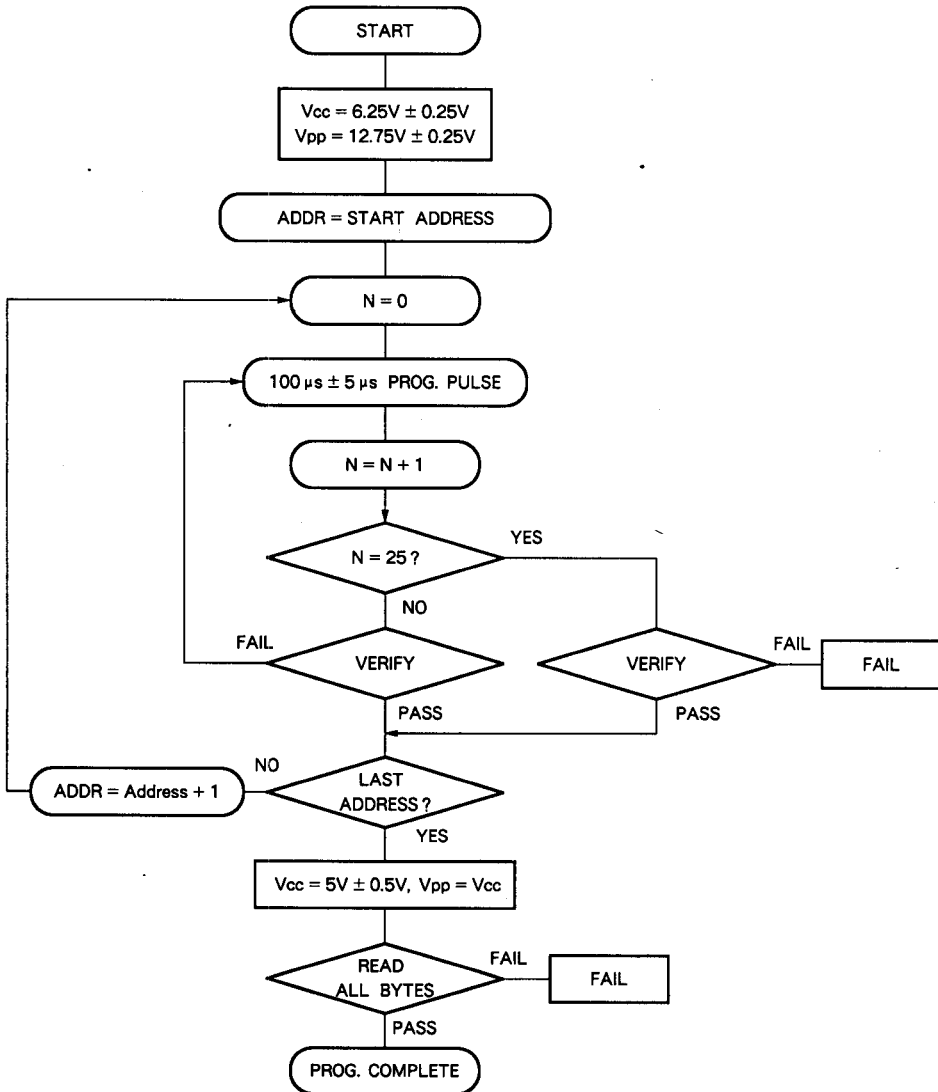 START
Vcc = 6.25V ± 0.25V
Vpp = 12.75V ± 0.25V
ADDR = START ADDRESS
N = 0
100 μs ± 5 μs PROG. PULSE
N = N + 1
N = 25 ?
YES
NO
FAIL
VERIFY
PASS
VERIFY
FAIL
FAIL
PASS
NO
ADDR = Address + 1
LAST
ADDRESS ?
YES
Vcc = 5V ± 0.5V, Vpp = Vcc
READ
ALL BYTES
FAIL
FAIL
PASS
PROG. COMPLETE